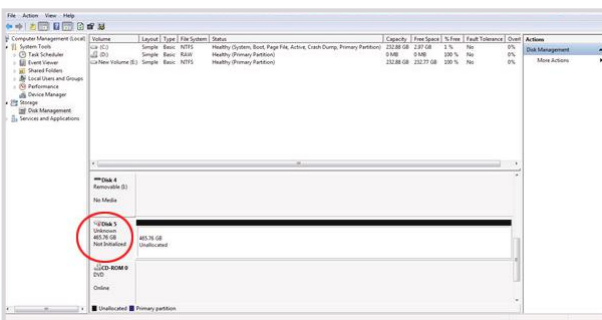 File Action View Help
Computer Management (Local)
System Tools
Task Scheduler
Event Viewer
Shared Folders
Local Users and Groups
Performance
Device Manager
Storage
Disk Management
Services and Applications
Volume Layout Type File System Status Capacity Free Space % Free Fault Tolerance Overl
(C:) Simple Basic NTFS Healthy (System, Boot, Page File, Active, Crash Dump, Primary Partition) 232.88 GB 2.97 GB 1 % No 0%
(D:) Simple Basic RAW Healthy (Primary Partition) 0 MB 0 MB 100 % No 0%
New Volume (E:) Simple Basic NTFS Healthy (Primary Partition) 232.88 GB 232.77 GB 100 % No 0%
Actions
Disk Management
More Actions
Disk 4
Removable
No Media
Disk 5
Unknown
465.76 GB
Not Initialized
465.76 GB
Unallocated
CD-ROM 0
DVD
Online
Unallocated Primary partition